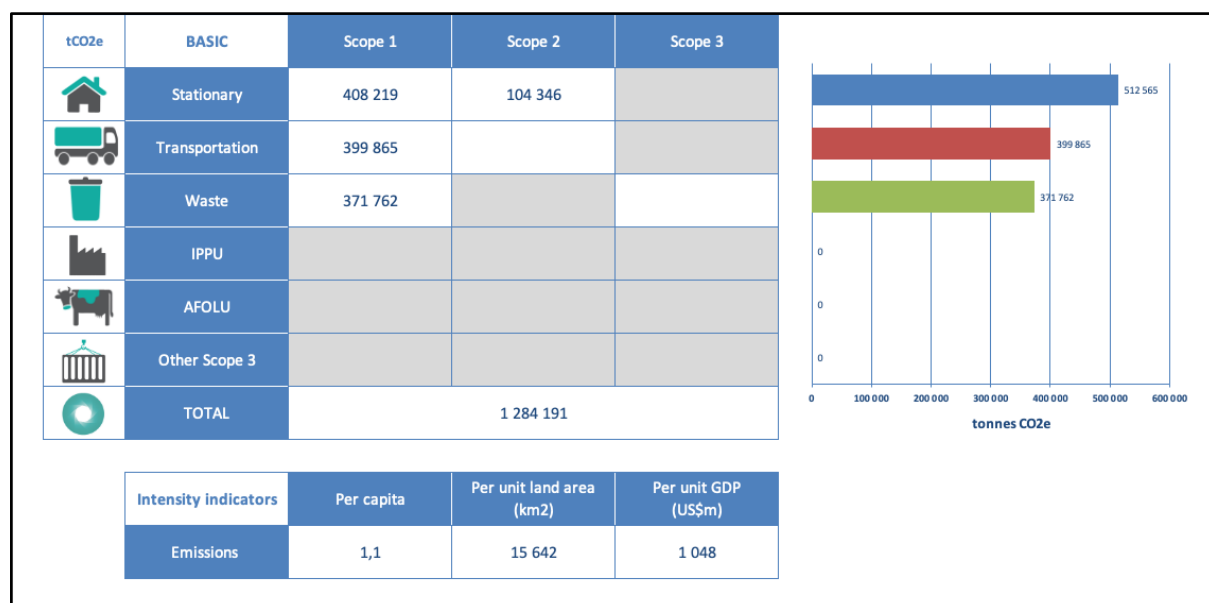 tCO2e BASIC Scope 1 Scope 2 Scope 3
Stationary 408 219 104 346
Transportation 399 865
Waste 371 762
IPPU
AFOLU
Other Scope 3
TOTAL 1 284 191
512 565
399 865
371 762
0
0
0
0 100 000 200 000 300 000 400 000 500 000 600 000
tonnes CO2e
Intensity indicators Per capita Per unit land area (km2) Per unit GDP (US$m)
Emissions 1,1 15 642 1 048